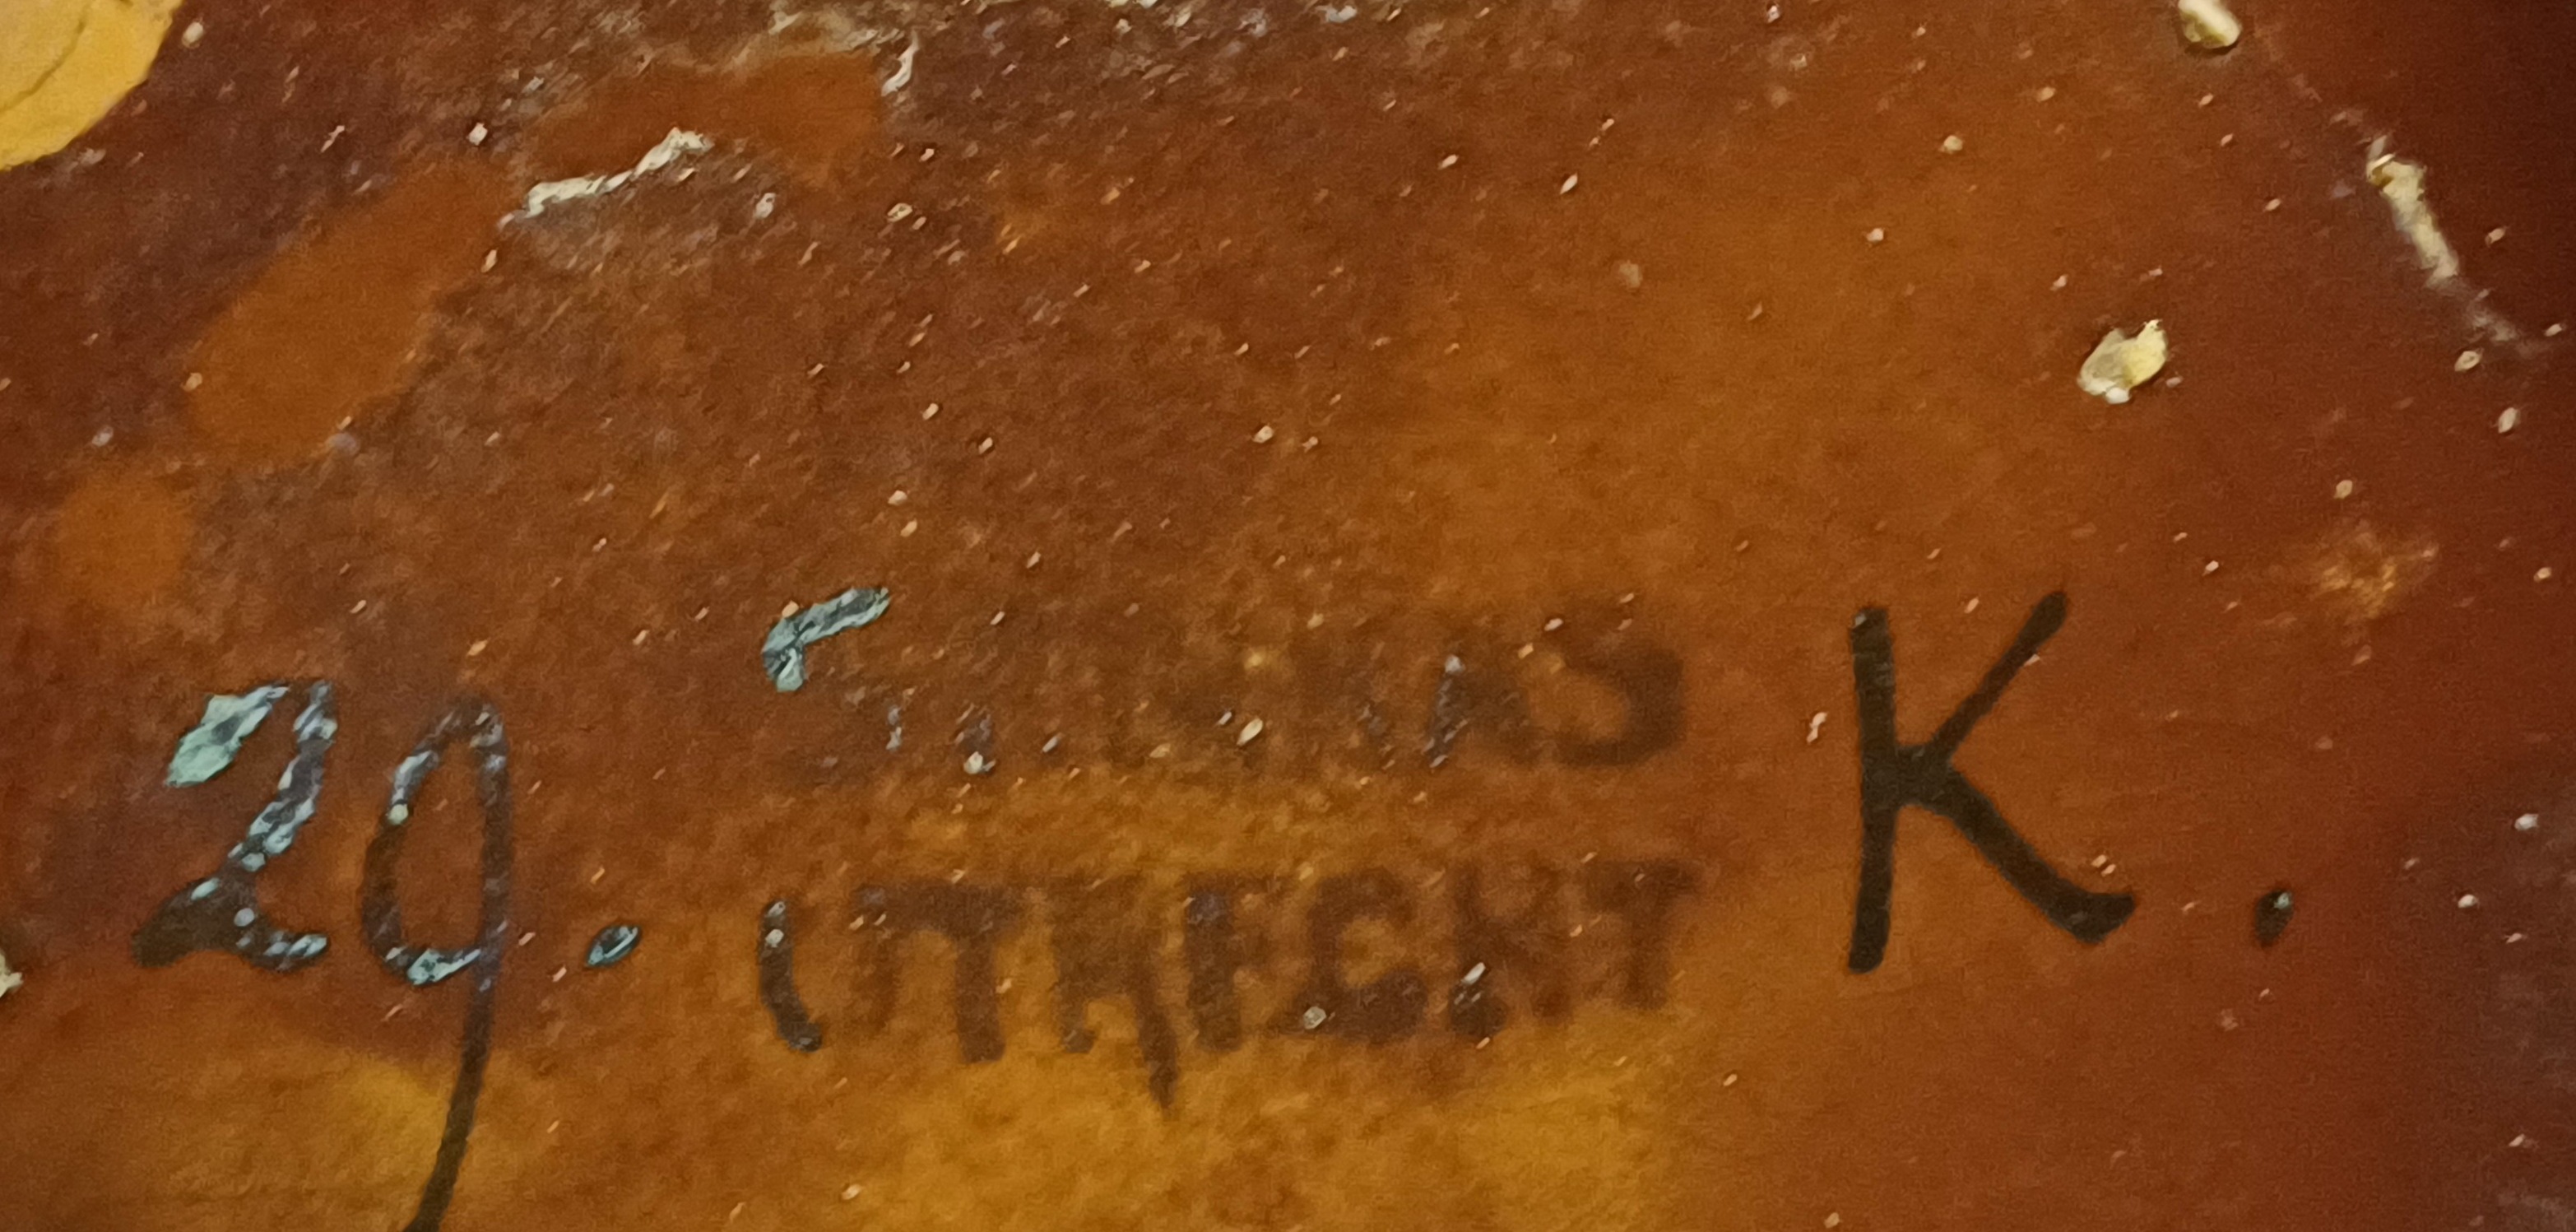 29.
UTRECHT
K.